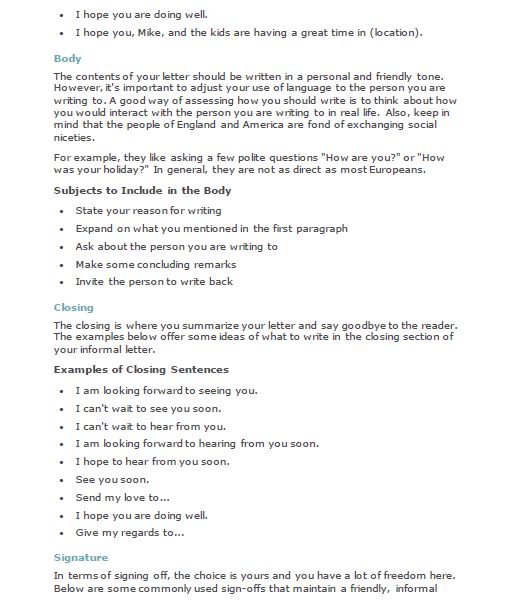 • I hope you are doing well.
• I hope you, Mike, and the kids are having a great time in (location).
Body
The contents of your letter should be written in a personal and friendly tone.
However, it's important to adjust your use of language to the person you are
writing to. A good way of assessing how you should write is to think about how
you would interact with the person you are writing to in real life. Also, keep in
mind that the people of England and America are fond of exchanging social
niceties.
For example, they like asking a few polite questions "How are you?" or "How
was your holiday?" In general, they are not as direct as most Europeans.
Subjects to Include in the Body
• State your reason for writing
• Expand on what you mentioned in the first paragraph
• Ask about the person you are writing to
• Make some concluding remarks
• Invite the person to write back
Closing
The closing is where you summarize your letter and say goodbye to the reader.
The examples below offer some ideas of what to write in the closing section of
your informal letter.
Examples of Closing Sentences
• I am looking forward to seeing you.
• I can't wait to see you soon.
• I can't wait to hear from you.
• I am looking forward to hearing from you soon.
• I hope to hear from you soon.
• See you soon.
• Send my love to...
• I hope you are doing well.
• Give my regards to...
Signature
In terms of signing off, the choice is yours and you have a lot of freedom here.
Below are some commonly used sign-offs that maintain a friendly, informal